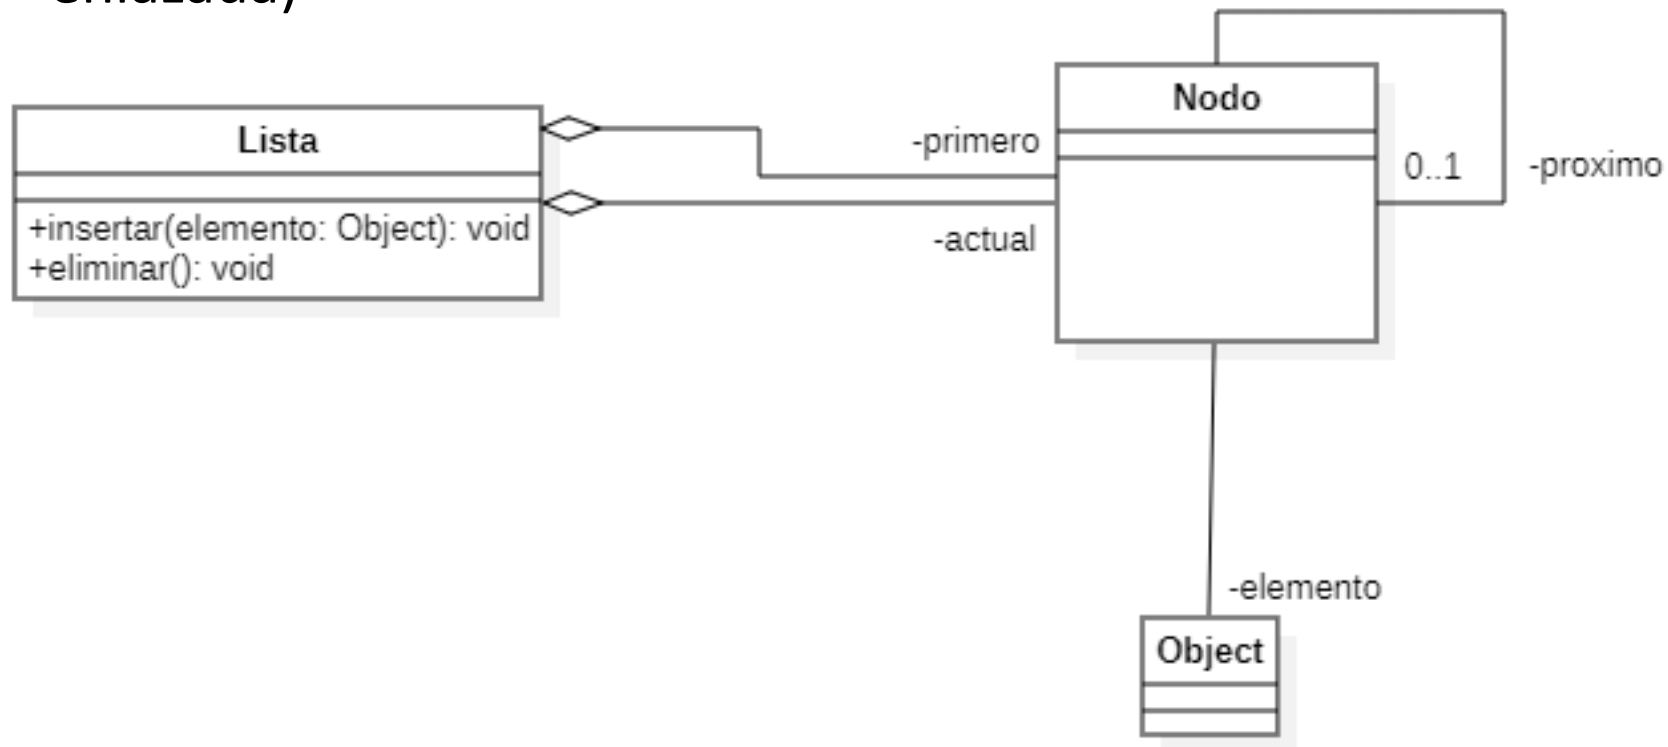 Lista
+insertar(elemento: Object): void
+eliminar(): void
-primero
-actual
Nodo
0..1
-proximo
-elemento
Object